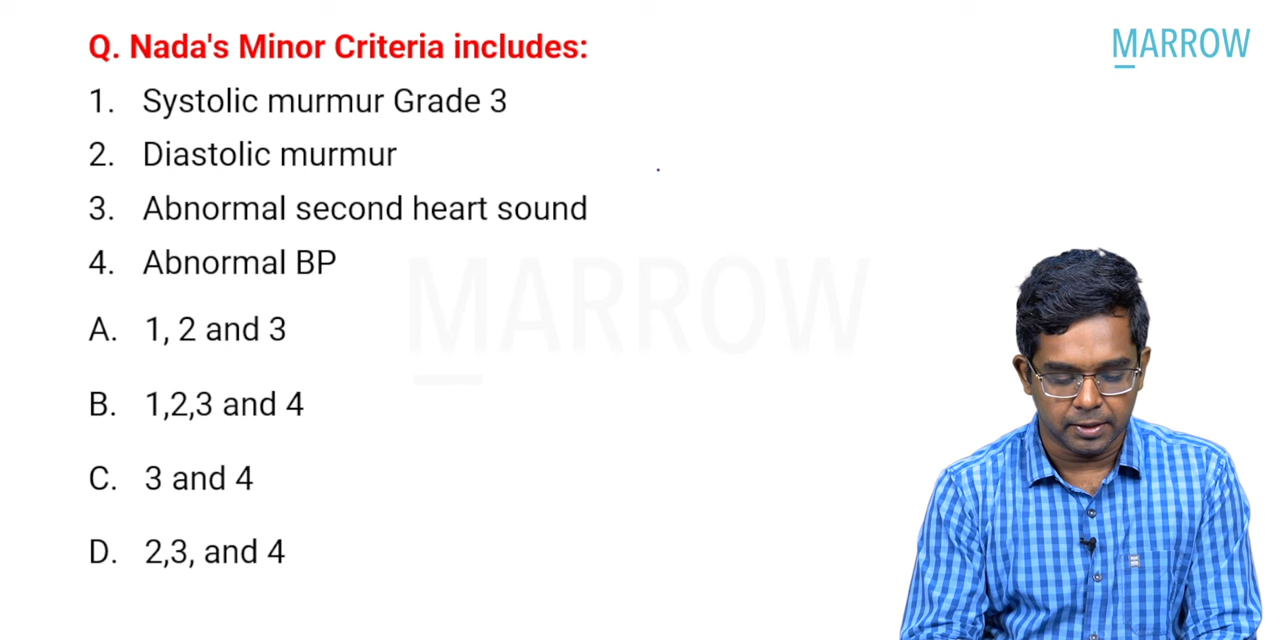 Q. Nada's Minor Criteria includes:
MARROW
1. Systolic murmur Grade 3
2. Diastolic murmur
3. Abnormal second heart sound
4. Abnormal BP
MARROW
A. 1, 2 and 3
B. 1,2,3 and 4
C. 3 and 4
D. 2,3, and 4